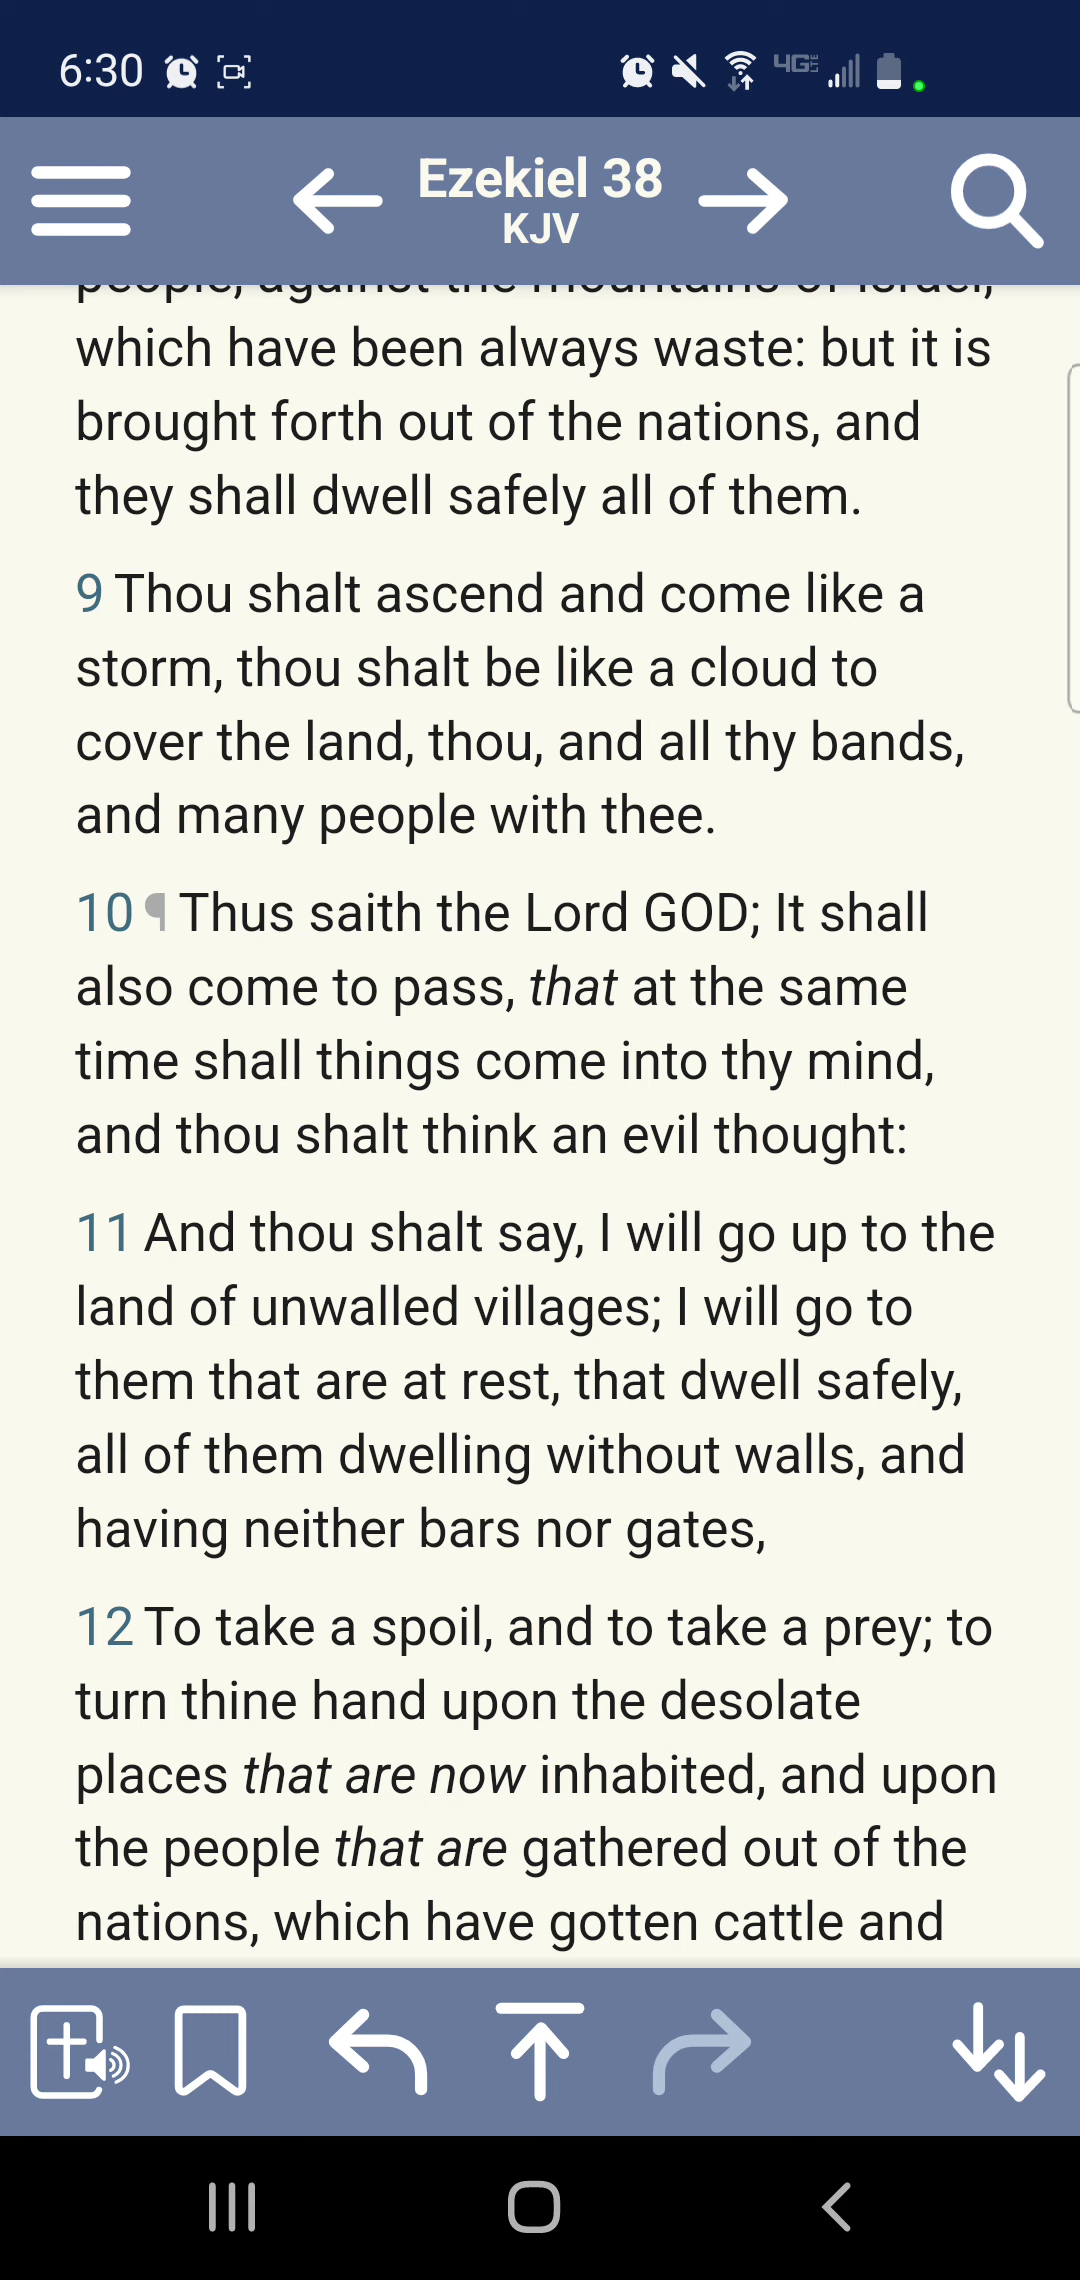 6:30
4G LTE
Ezekiel 38
KJV
people, against the mountains of Israel,
which have been always waste: but it is
brought forth out of the nations, and
they shall dwell safely all of them.
9 Thou shalt ascend and come like a
storm, thou shalt be like a cloud to
cover the land, thou, and all thy bands,
and many people with thee.
10 ¶ Thus saith the Lord GOD; It shall
also come to pass, that at the same
time shall things come into thy mind,
and thou shalt think an evil thought:
11 And thou shalt say, I will go up to the
land of unwalled villages; I will go to
them that are at rest, that dwell safely,
all of them dwelling without walls, and
having neither bars nor gates,
12 To take a spoil, and to take a prey; to
turn thine hand upon the desolate
places that are now inhabited, and upon
the people that are gathered out of the
nations, which have gotten cattle and